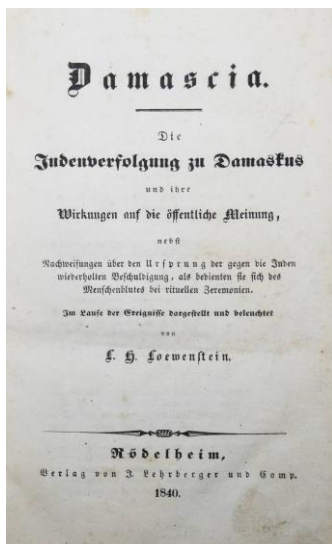 Damascia.
Die
Judenverfolgung zu Damaskus
und ihre
Wirkungen auf die öffentliche Meinung,
nebst
Nachweisungen über den Ursprung der gegen die Juden
wiederholten Beschuldigung, als bedienten sie sich des
Menschenblutes bei rituellen Zeremonien.
Im Laufe der Ereignisse dargestellt und beleuchtet
von
L. H. Loewenstein.
Rödelheim,
Verlag von J. Lehrberger und Comp.
1840.